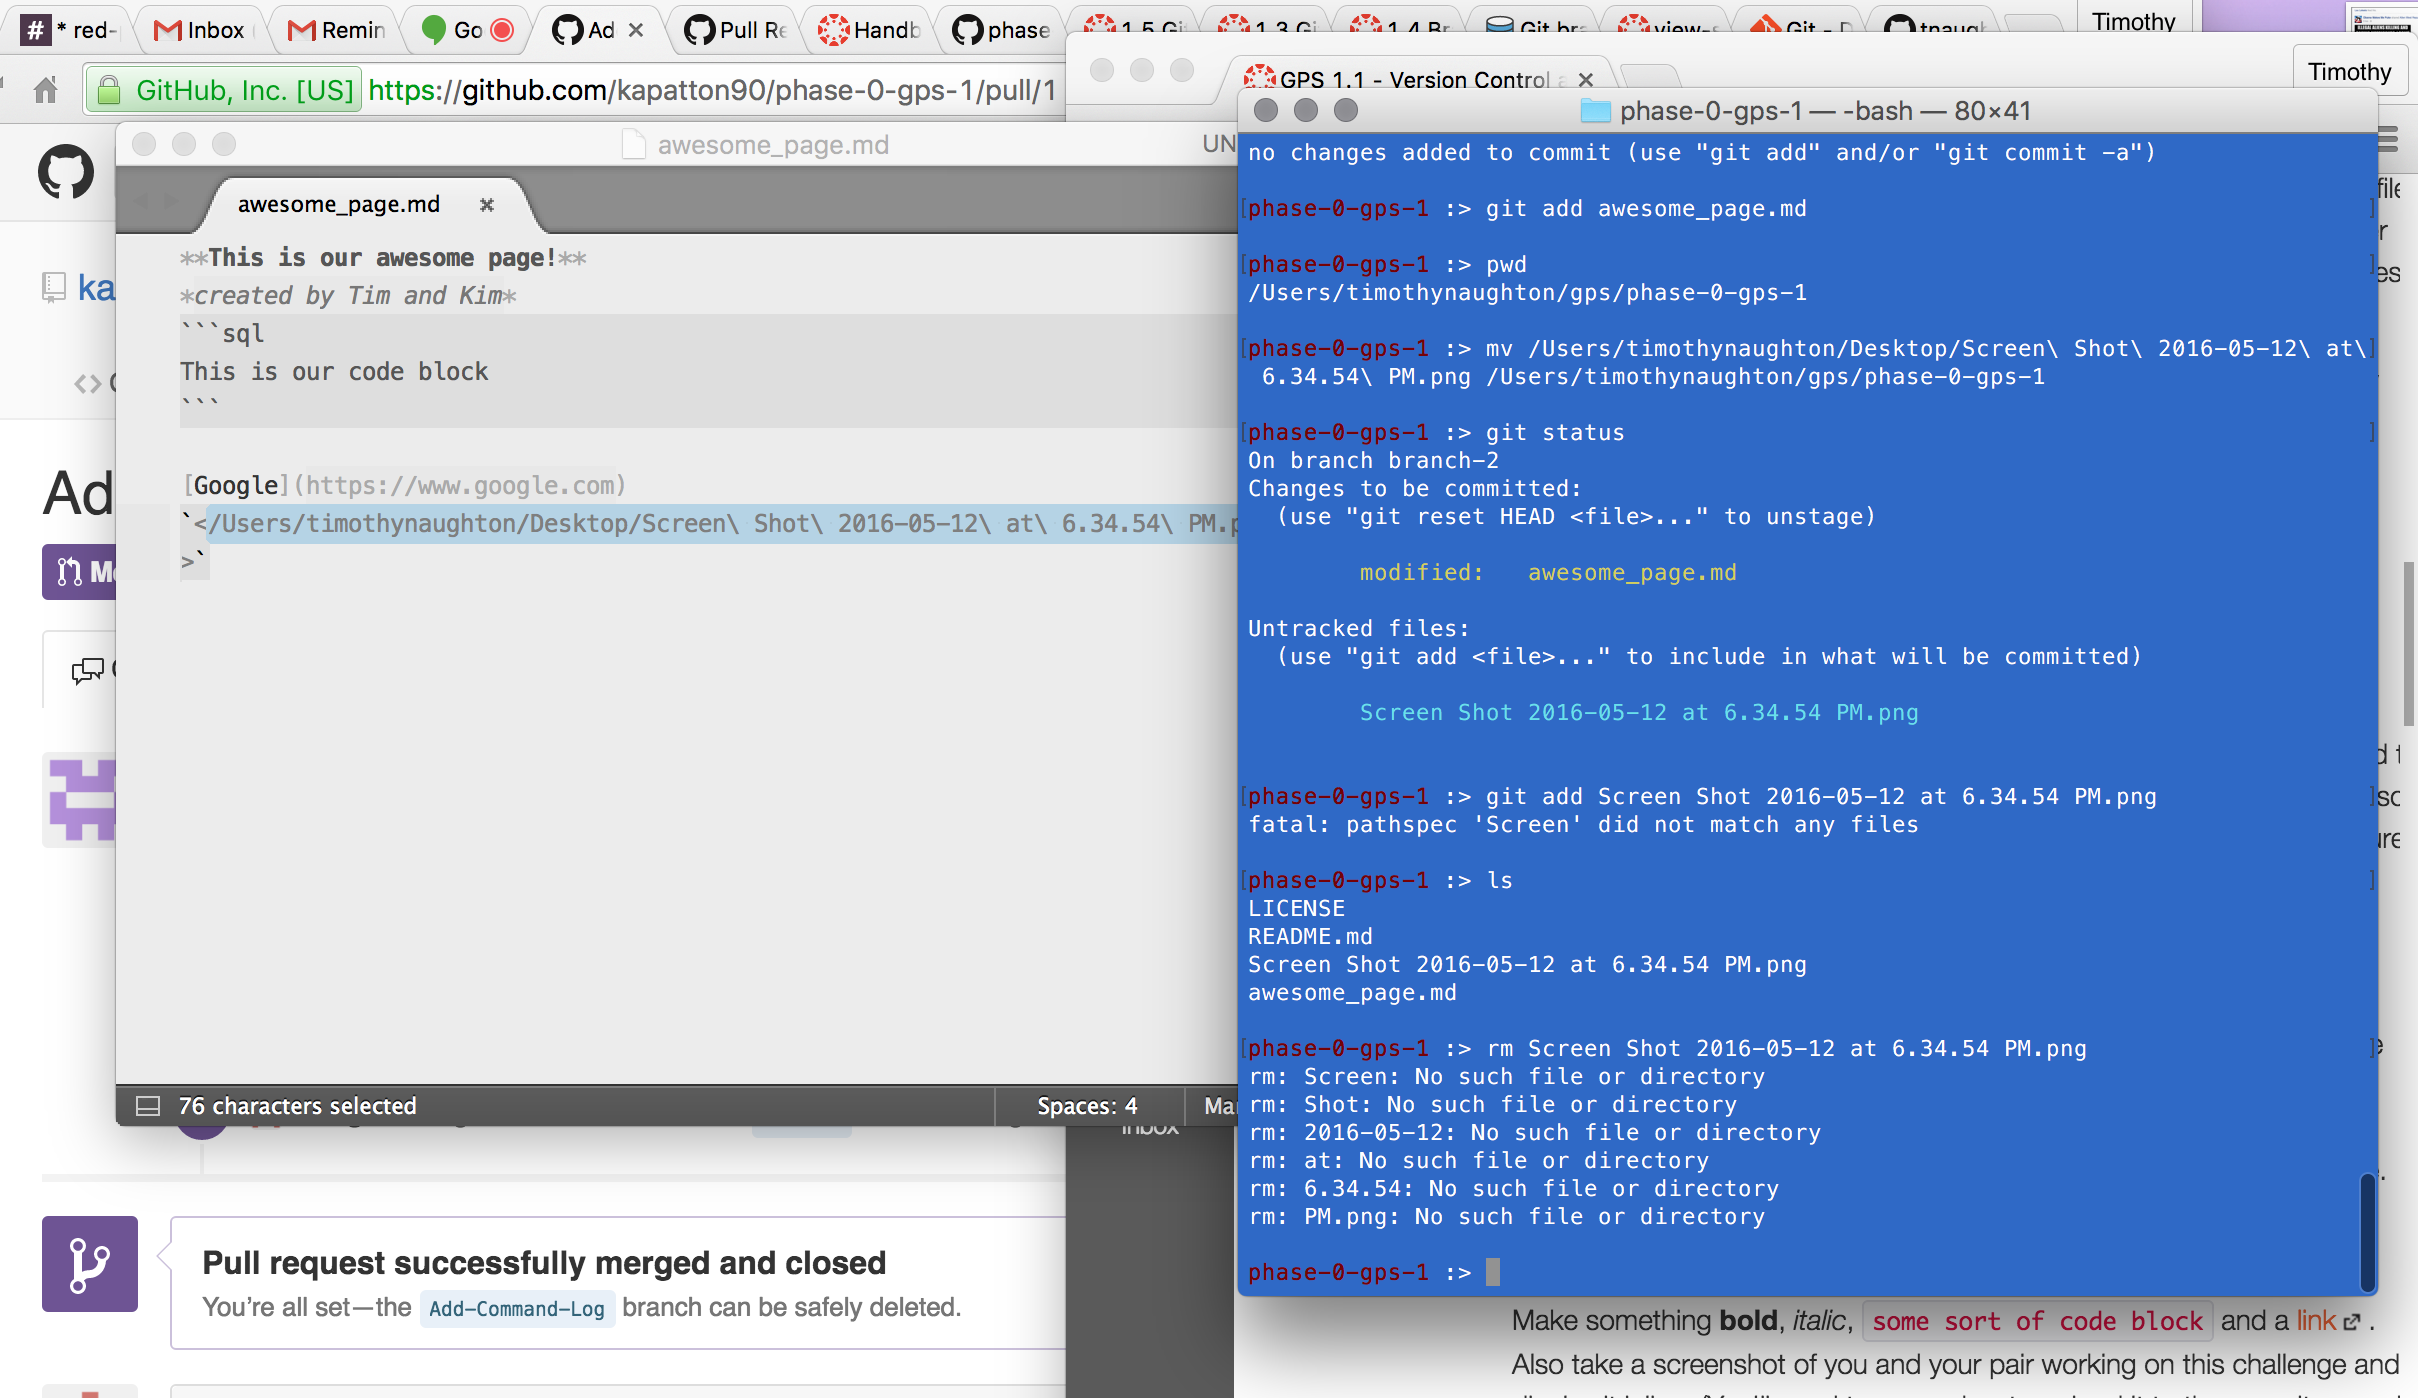 * red-
Inbox
Remin
Go
Ad
Pull Re
Handb
phase
1.5 Gi
1.3 Gi
1.4 Br
Git bra
view-s
Git - D
tnaugh
Timothy
GitHub, Inc. [US] https://github.com/kapatton90/phase-0-gps-1/pull/1
GPS 1.1 - Version Control a
Timothy
awesome_page.md
UN
awesome_page.md
**This is our awesome page!**
*created by Tim and Kim*
```sql
This is our code block
```
[Google](https://www.google.com)
`</Users/timothynaughton/Desktop/Screen\ Shot\ 2016-05-12\ at\ 6.34.54\ PM.p
>`
76 characters selected
Spaces: 4
Ma
ka
Ad
M
Pull request successfully merged and closed
You're all set—the Add-Command-Log branch can be safely deleted.
Inbox
phase-0-gps-1 — -bash — 80×41
no changes added to commit (use "git add" and/or "git commit -a")
[phase-0-gps-1 :> git add awesome_page.md ]
[phase-0-gps-1 :> pwd ]
/Users/timothynaughton/gps/phase-0-gps-1
[phase-0-gps-1 :> mv /Users/timothynaughton/Desktop/Screen\ Shot\ 2016-05-12\ at\]
 6.34.54\ PM.png /Users/timothynaughton/gps/phase-0-gps-1
[phase-0-gps-1 :> git status ]
On branch branch-2
Changes to be committed:
  (use "git reset HEAD <file>..." to unstage)
modified:   awesome_page.md
Untracked files:
  (use "git add <file>..." to include in what will be committed)
Screen Shot 2016-05-12 at 6.34.54 PM.png
[phase-0-gps-1 :> git add Screen Shot 2016-05-12 at 6.34.54 PM.png ]
fatal: pathspec 'Screen' did not match any files
[phase-0-gps-1 :> ls ]
LICENSE
README.md
Screen Shot 2016-05-12 at 6.34.54 PM.png
awesome_page.md
[phase-0-gps-1 :> rm Screen Shot 2016-05-12 at 6.34.54 PM.png ]
rm: Screen: No such file or directory
rm: Shot: No such file or directory
rm: 2016-05-12: No such file or directory
rm: at: No such file or directory
rm: 6.34.54: No such file or directory
rm: PM.png: No such file or directory
phase-0-gps-1 :>
Make something bold, italic, some sort of code block and a link .
Also take a screenshot of you and your pair working on this challenge and